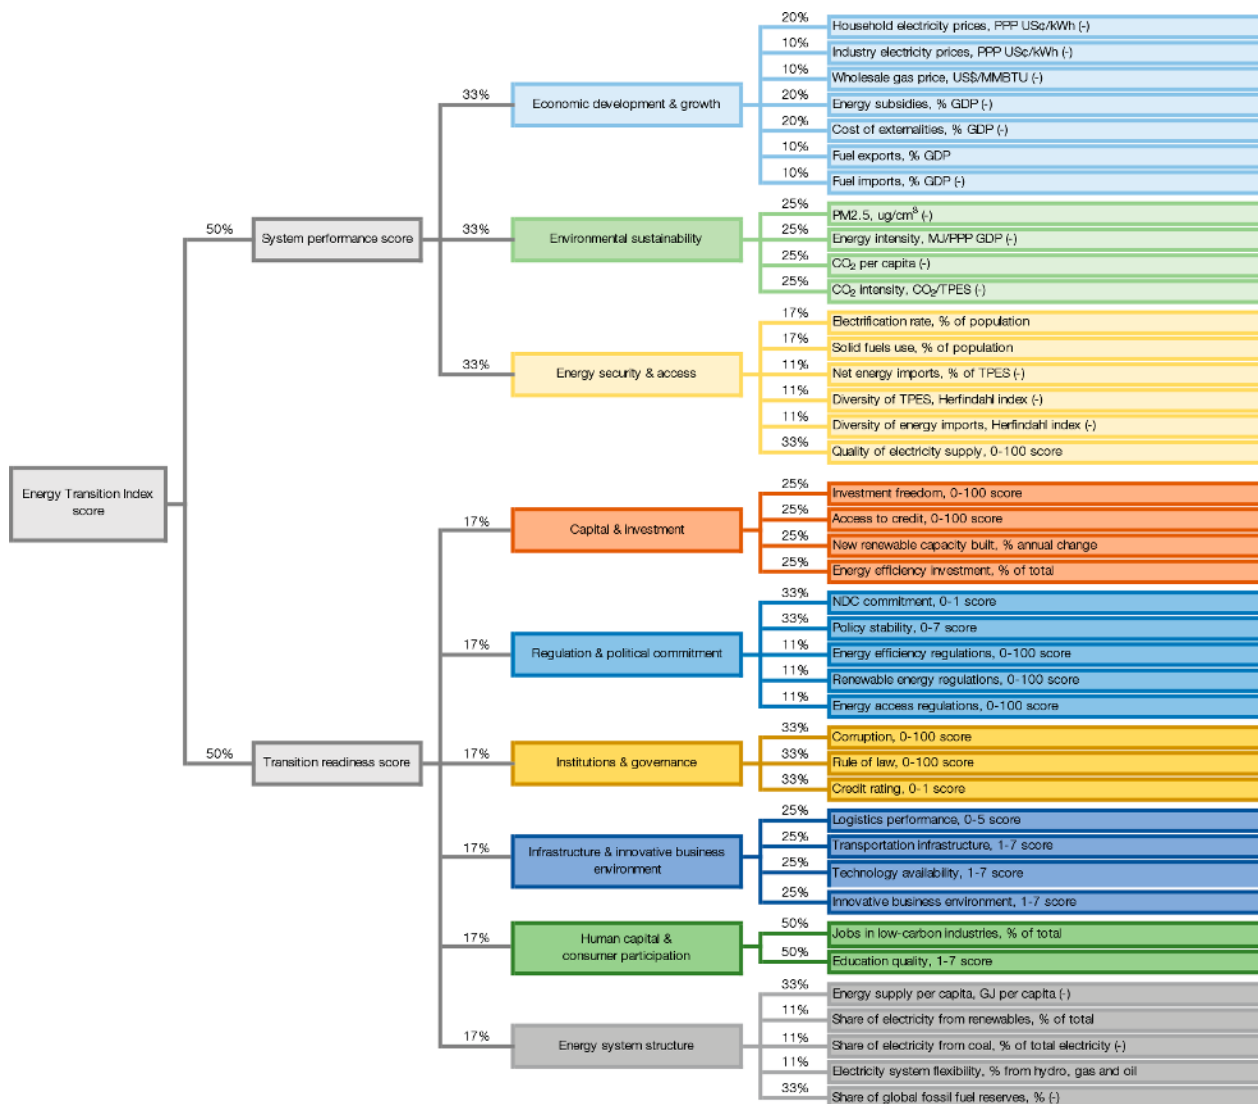 20%
Household electricity prices, PPP US¢/kWh (-)
10%
Industry electricity prices, PPP US¢/kWh (-)
10%
Wholesale gas price, US$/MMBTU (-)
33%
Economic development & growth
20%
Energy subsidies, % GDP (-)
20%
Cost of externalities, % GDP (-)
10%
Fuel exports, % GDP
10%
Fuel imports, % GDP (-)
50%
System performance score
33%
Environmental sustainability
25%
PM2.5, ug/cm³ (-)
25%
Energy intensity, MJ/PPP GDP (-)
25%
CO₂ per capita (-)
25%
CO₂ intensity, CO₂/TPES (-)
33%
Energy security & access
17%
Electrification rate, % of population
17%
Solid fuels use, % of population
11%
Net energy imports, % of TPES (-)
11%
Diversity of TPES, Herfindahl index (-)
11%
Diversity of energy imports, Herfindahl index (-)
33%
Quality of electricity supply, 0-100 score
Energy Transition Index
score
17%
Capital & investment
25%
Investment freedom, 0-100 score
25%
Access to credit, 0-100 score
25%
New renewable capacity built, % annual change
25%
Energy efficiency investment, % of total
17%
Regulation & political commitment
33%
NDC commitment, 0-1 score
33%
Policy stability, 0-7 score
11%
Energy efficiency regulations, 0-100 score
11%
Renewable energy regulations, 0-100 score
11%
Energy access regulations, 0-100 score
50%
Transition readiness score
17%
Institutions & governance
33%
Corruption, 0-100 score
33%
Rule of law, 0-100 score
33%
Credit rating, 0-1 score
17%
Infrastructure & innovative business
environment
25%
Logistics performance, 0-5 score
25%
Transportation infrastructure, 1-7 score
25%
Technology availability, 1-7 score
25%
Innovative business environment, 1-7 score
17%
Human capital &
consumer participation
50%
Jobs in low-carbon industries, % of total
50%
Education quality, 1-7 score
17%
Energy system structure
33%
Energy supply per capita, GJ per capita (-)
11%
Share of electricity from renewables, % of total
11%
Share of electricity from coal, % of total electricity (-)
11%
Electricity system flexibility, % from hydro, gas and oil
33%
Share of global fossil fuel reserves, % (-)